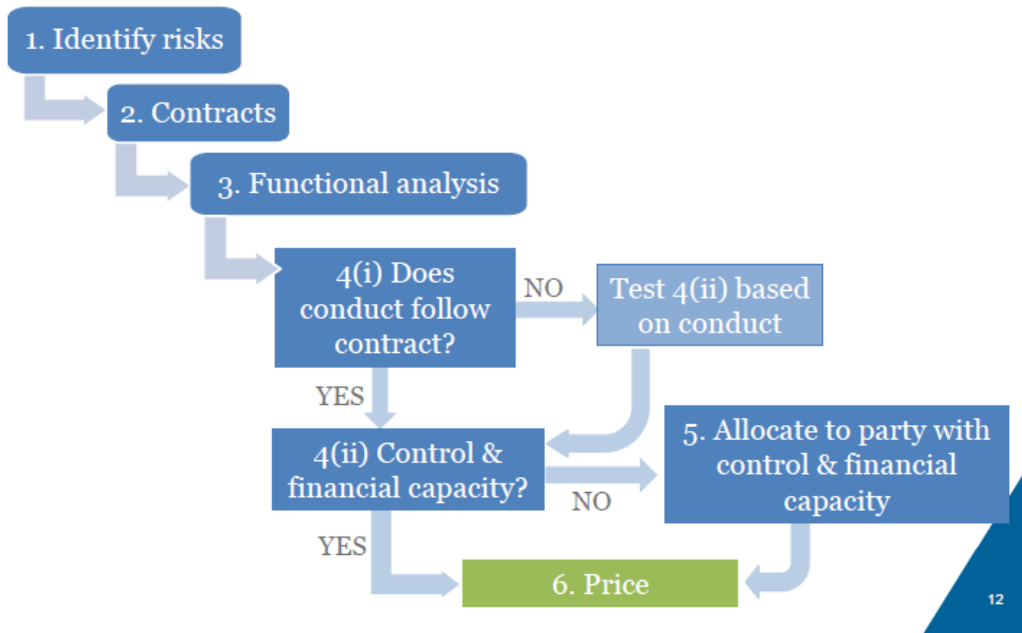 1. Identify risks
2. Contracts
3. Functional analysis
4(i) Does
conduct follow
contract?
NO
Test 4(ii) based
on conduct
YES
4(ii) Control &
financial capacity?
NO
5. Allocate to party with
control & financial
capacity
YES
6. Price
12